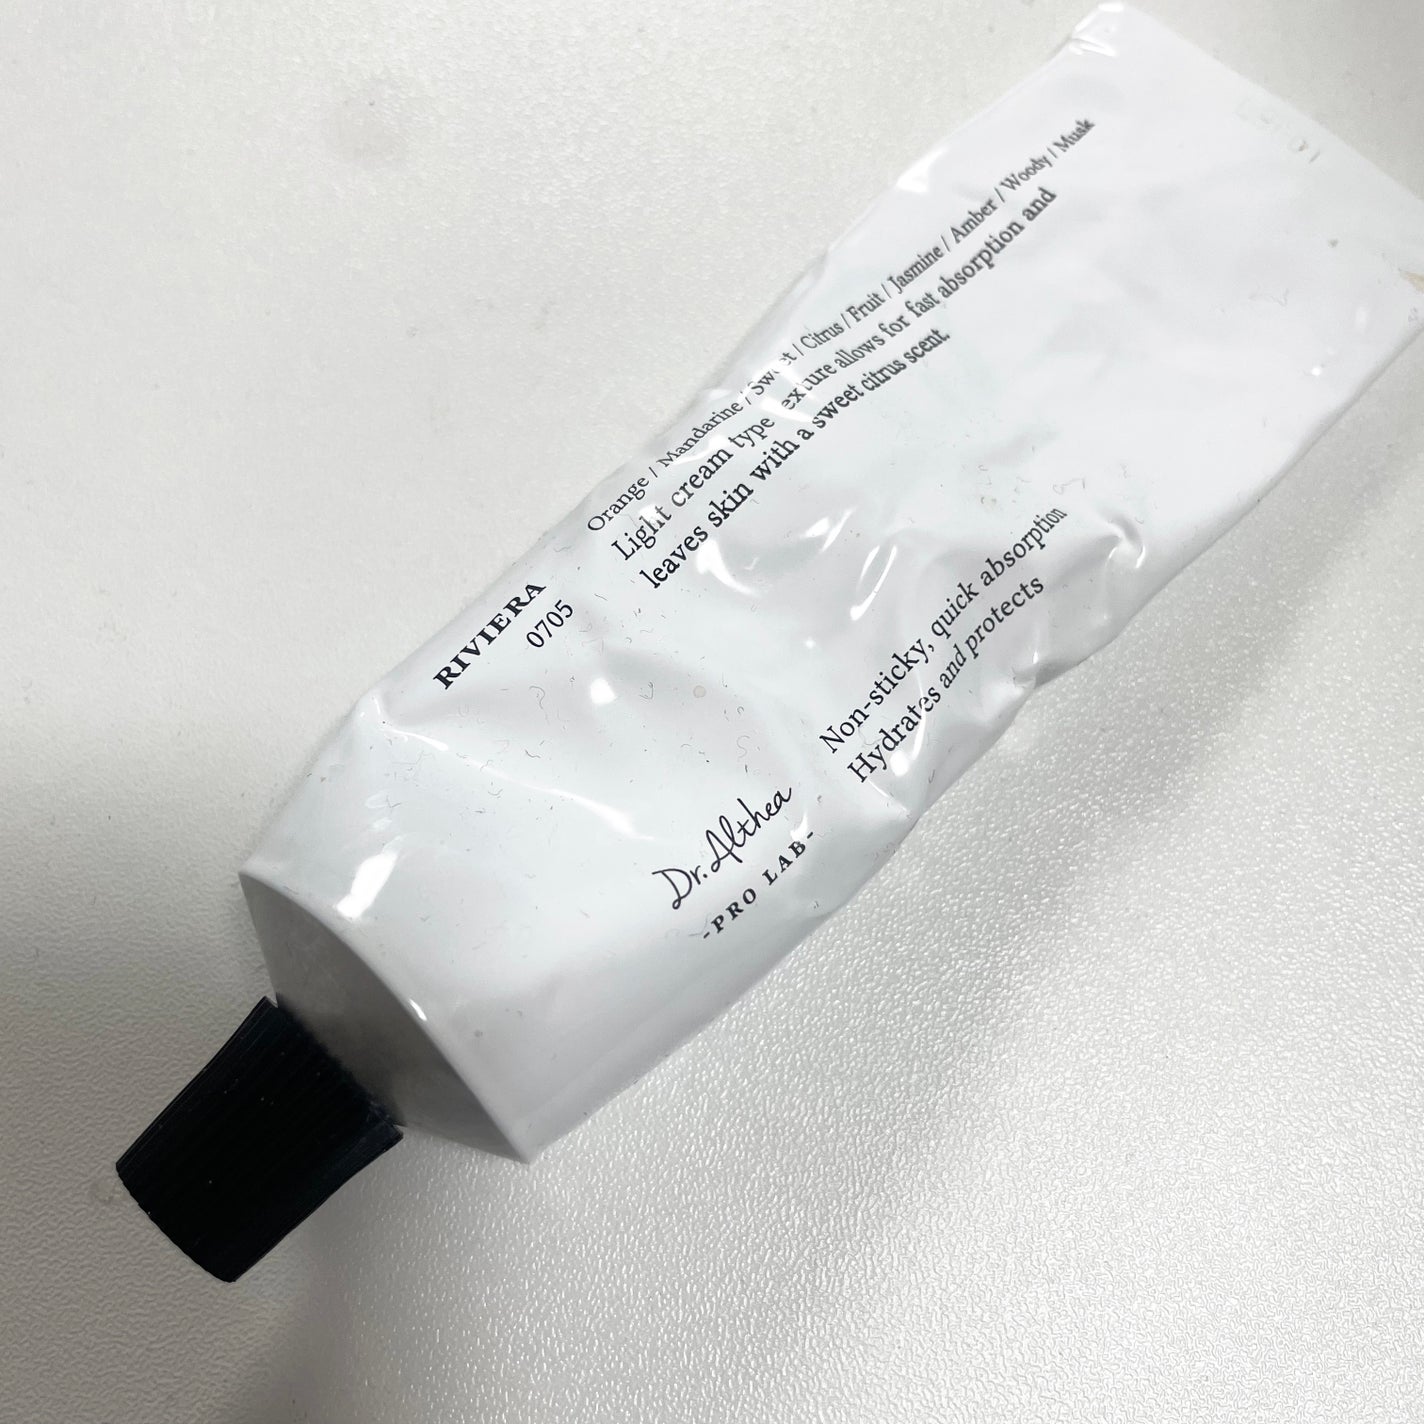 RIVIERA
0705
Orange / Mandarine / Sweet / Citrus / Fruit / Jasmine / Amber / Woody / Musk
Light cream type texture allows for fast absorption and
leaves skin with a sweet citrus scent.
Dr. Althea
-PRO LAB-
Non-sticky, quick absorption
Hydrates and protects